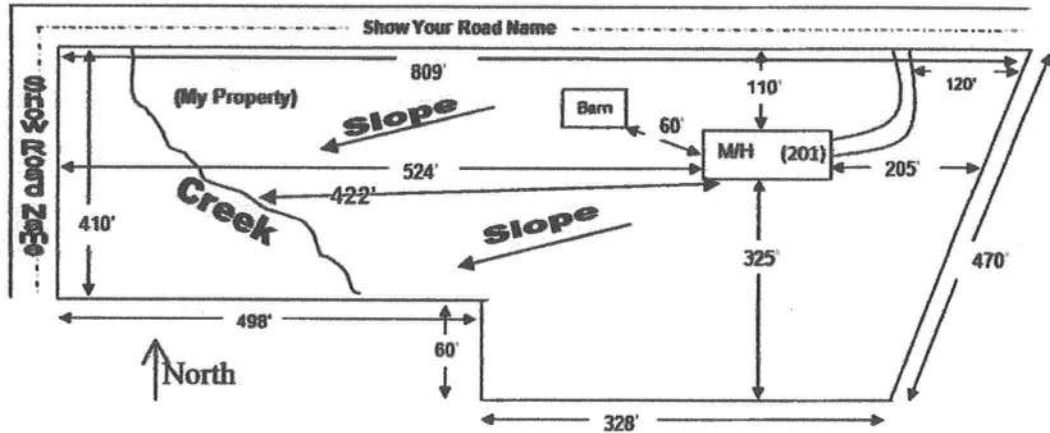 Show Your Road Name
Show Road Name
809'
(My Property)
110'
120'
Slope
Barn
60'
M/H (201)
524'
205'
422'
Creek
410'
Slope
325'
470'
498'
60'
North
328'